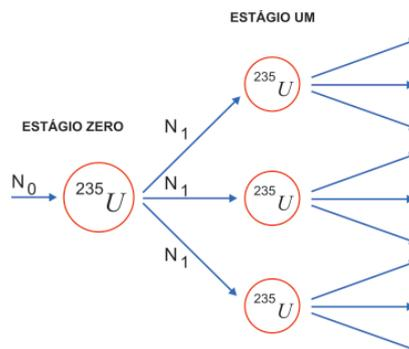 ESTÁGIO UM
ESTÁGIO ZERO
N₀
²³⁵U
N₁
N₁
N₁
²³⁵U
²³⁵U
²³⁵U